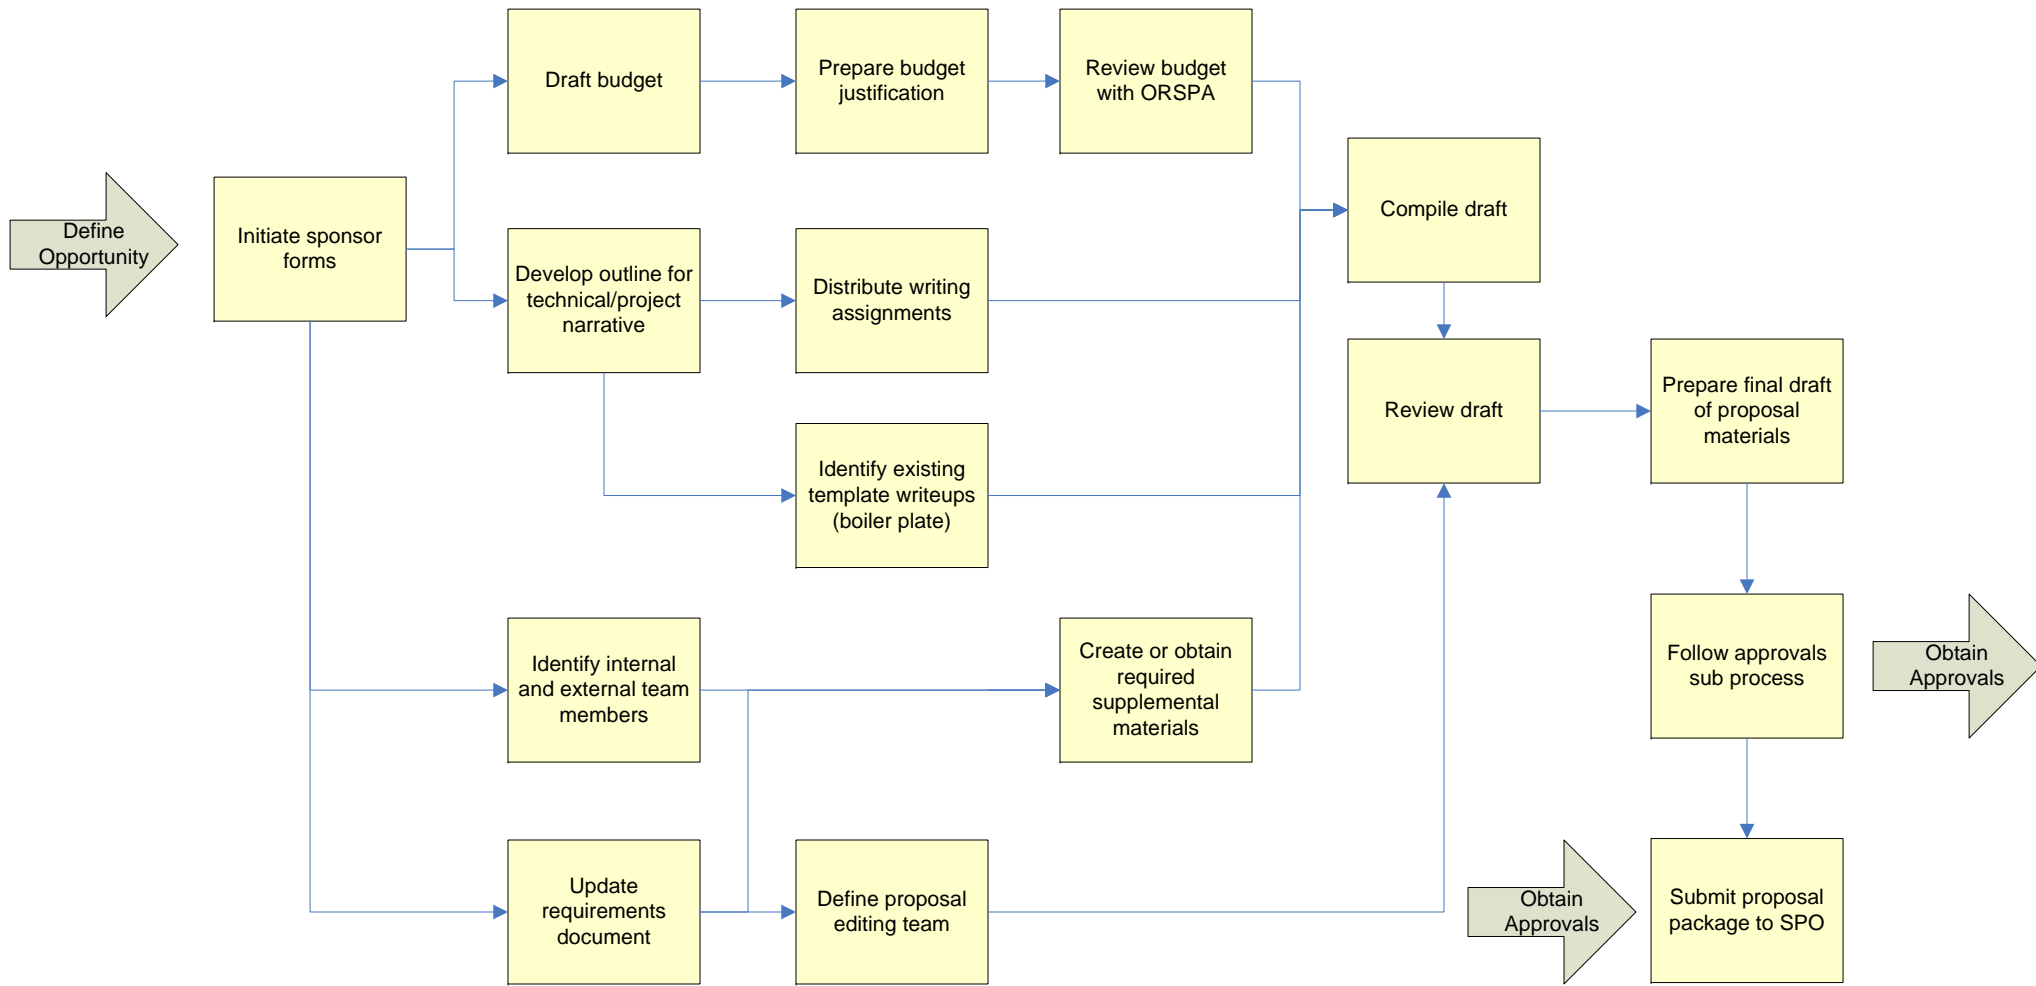 Draft budget
Prepare budget
justification
Review budget
with ORSPA
Compile draft
Define
Opportunity
Initiate sponsor
forms
Develop outline for
technical/project
narrative
Distribute writing
assignments
Review draft
Prepare final draft
of proposal
materials
Identify existing
template writeups
(boiler plate)
Identify internal
and external team
members
Create or obtain
required
supplemental
materials
Follow approvals
sub process
Obtain
Approvals
Update
requirements
document
Define proposal
editing team
Obtain
Approvals
Submit proposal
package to SPO